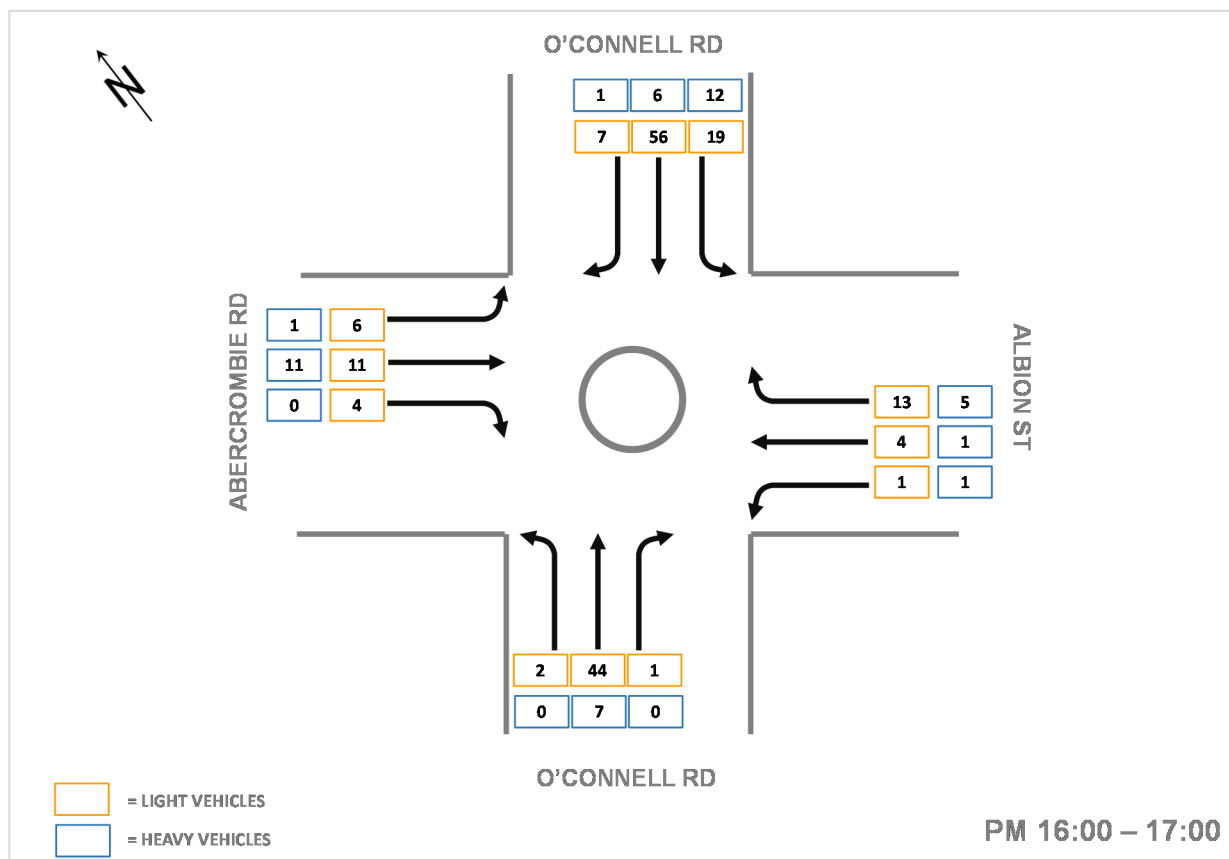 O'CONNELL RD
N
1 6 12
7 56 19
ABERCROMBIE RD
1 6
11 11
0 4
ALBION ST
13 5
4 1
1 1
2 44 1
0 7 0
O'CONNELL RD
= LIGHT VEHICLES
= HEAVY VEHICLES
PM 16:00 – 17:00